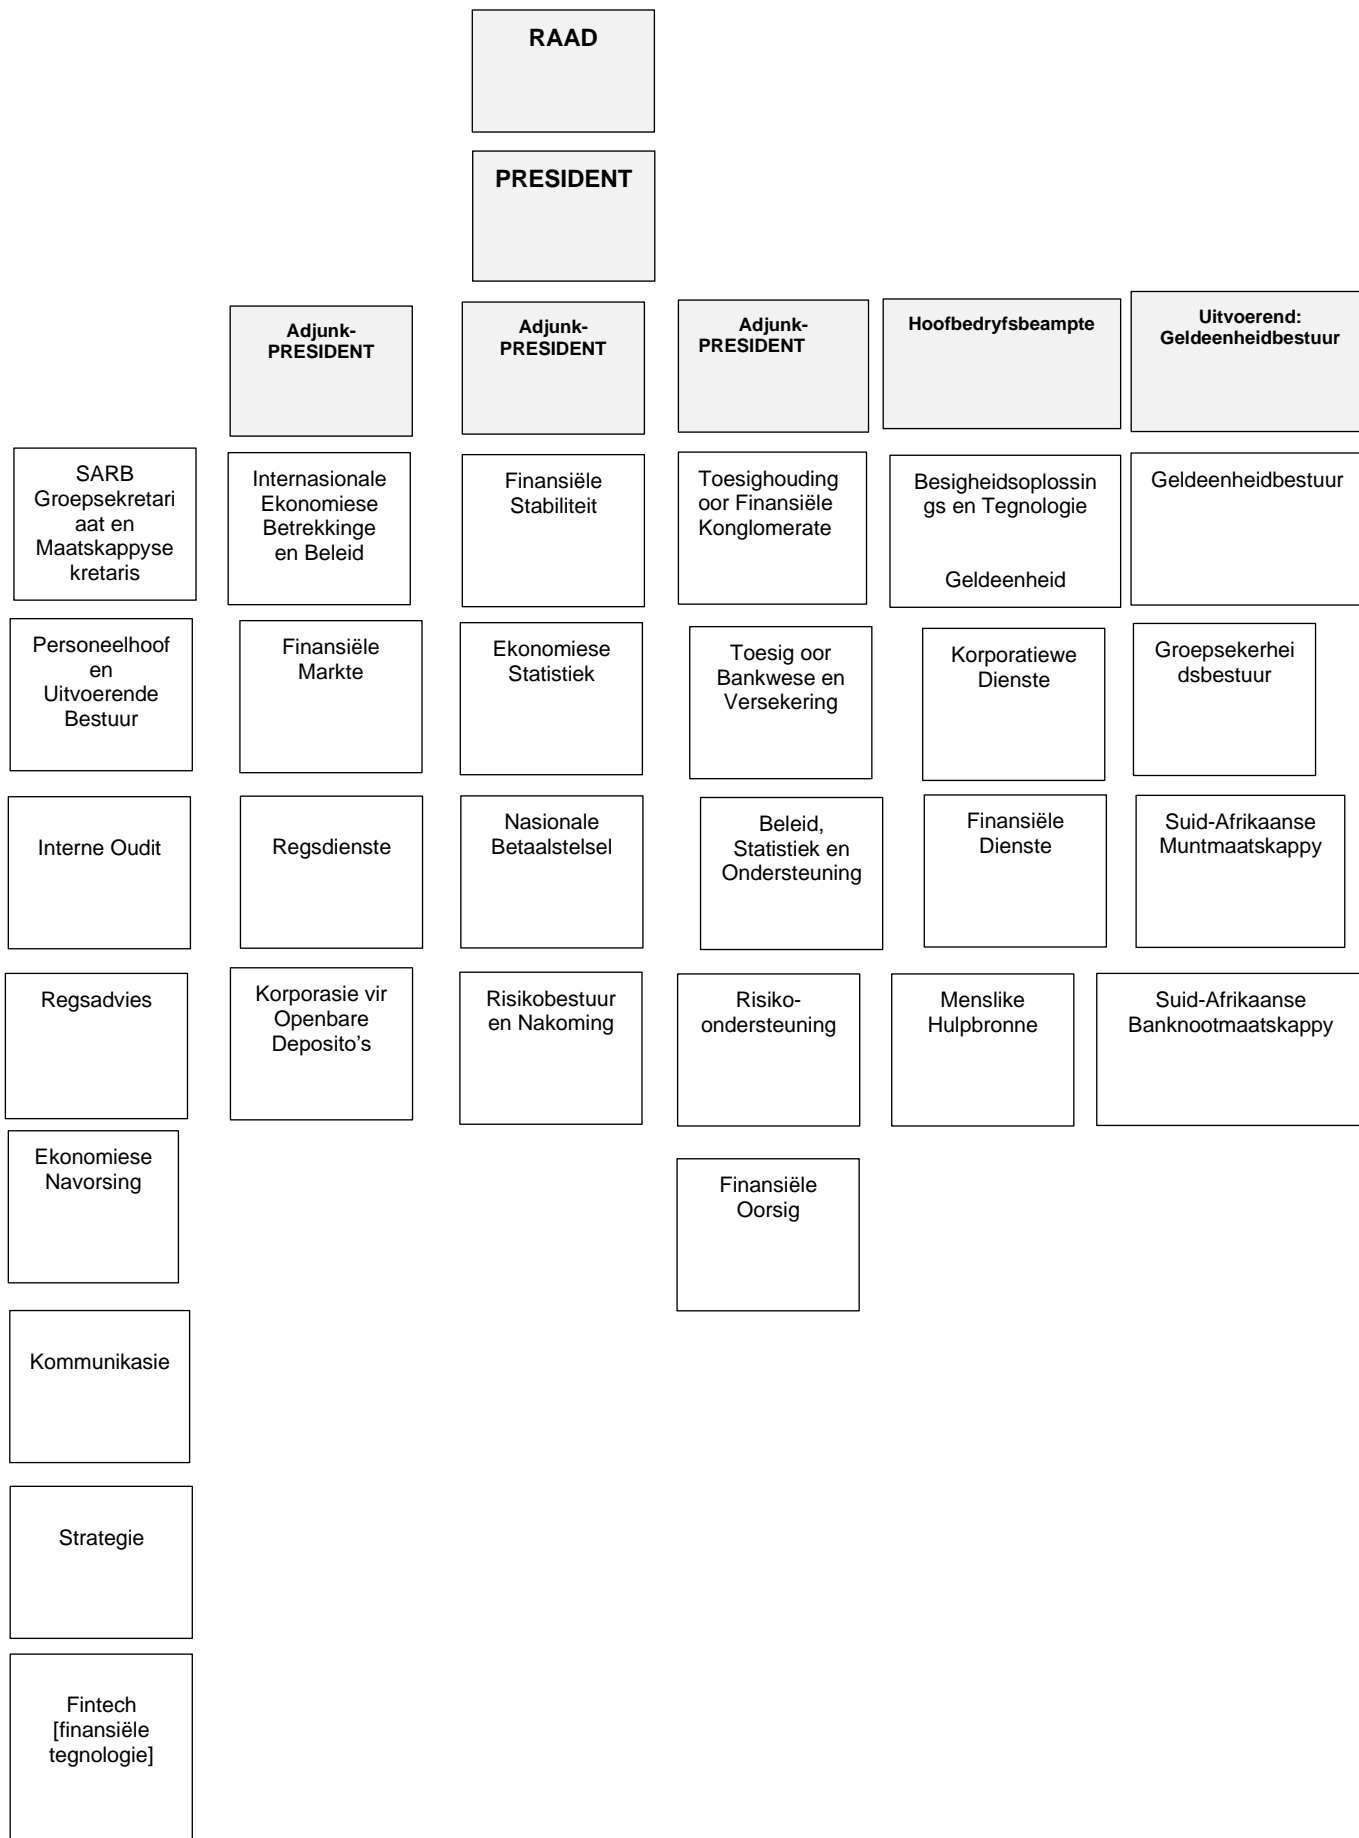 RAAD
PRESIDENT
Adjunk-
PRESIDENT
Adjunk-
PRESIDENT
Adjunk-
PRESIDENT
Hoofbedryfsbeampte
Uitvoerend:
Geldeenheidbestuur
SARB
Groepsekretari
aat en
Maatskappyse
kretaris
Internasionale
Ekonomiese
Betrekkinge
en Beleid
Finansiële
Stabiliteit
Toesighouding
oor Finansiële
Konglomerate
Besigheidsoplossin
gs en Tegnologie
Geldeenheid
Geldeenheidbestuur
Personeelhoof
en
Uitvoerende
Bestuur
Finansiële
Markte
Ekonomiese
Statistiek
Toesig oor
Bankwese en
Versekering
Korporatiewe
Dienste
Groepsekerhei
dsbestuur
Interne Oudit
Regsdienste
Nasionale
Betaalstelsel
Beleid,
Statistiek en
Ondersteuning
Finansiële
Dienste
Suid-Afrikaanse
Muntmaatskappy
Regsadvies
Korporasie vir
Openbare
Deposito’s
Risikobestuur
en Nakoming
Risiko-
ondersteuning
Menslike
Hulpbronne
Suid-Afrikaanse
Banknootmaatskappy
Ekonomiese
Navorsing
Finansiële
Oorsig
Kommunikasie
Strategie
Fintech
[finansiële
tegnologie]